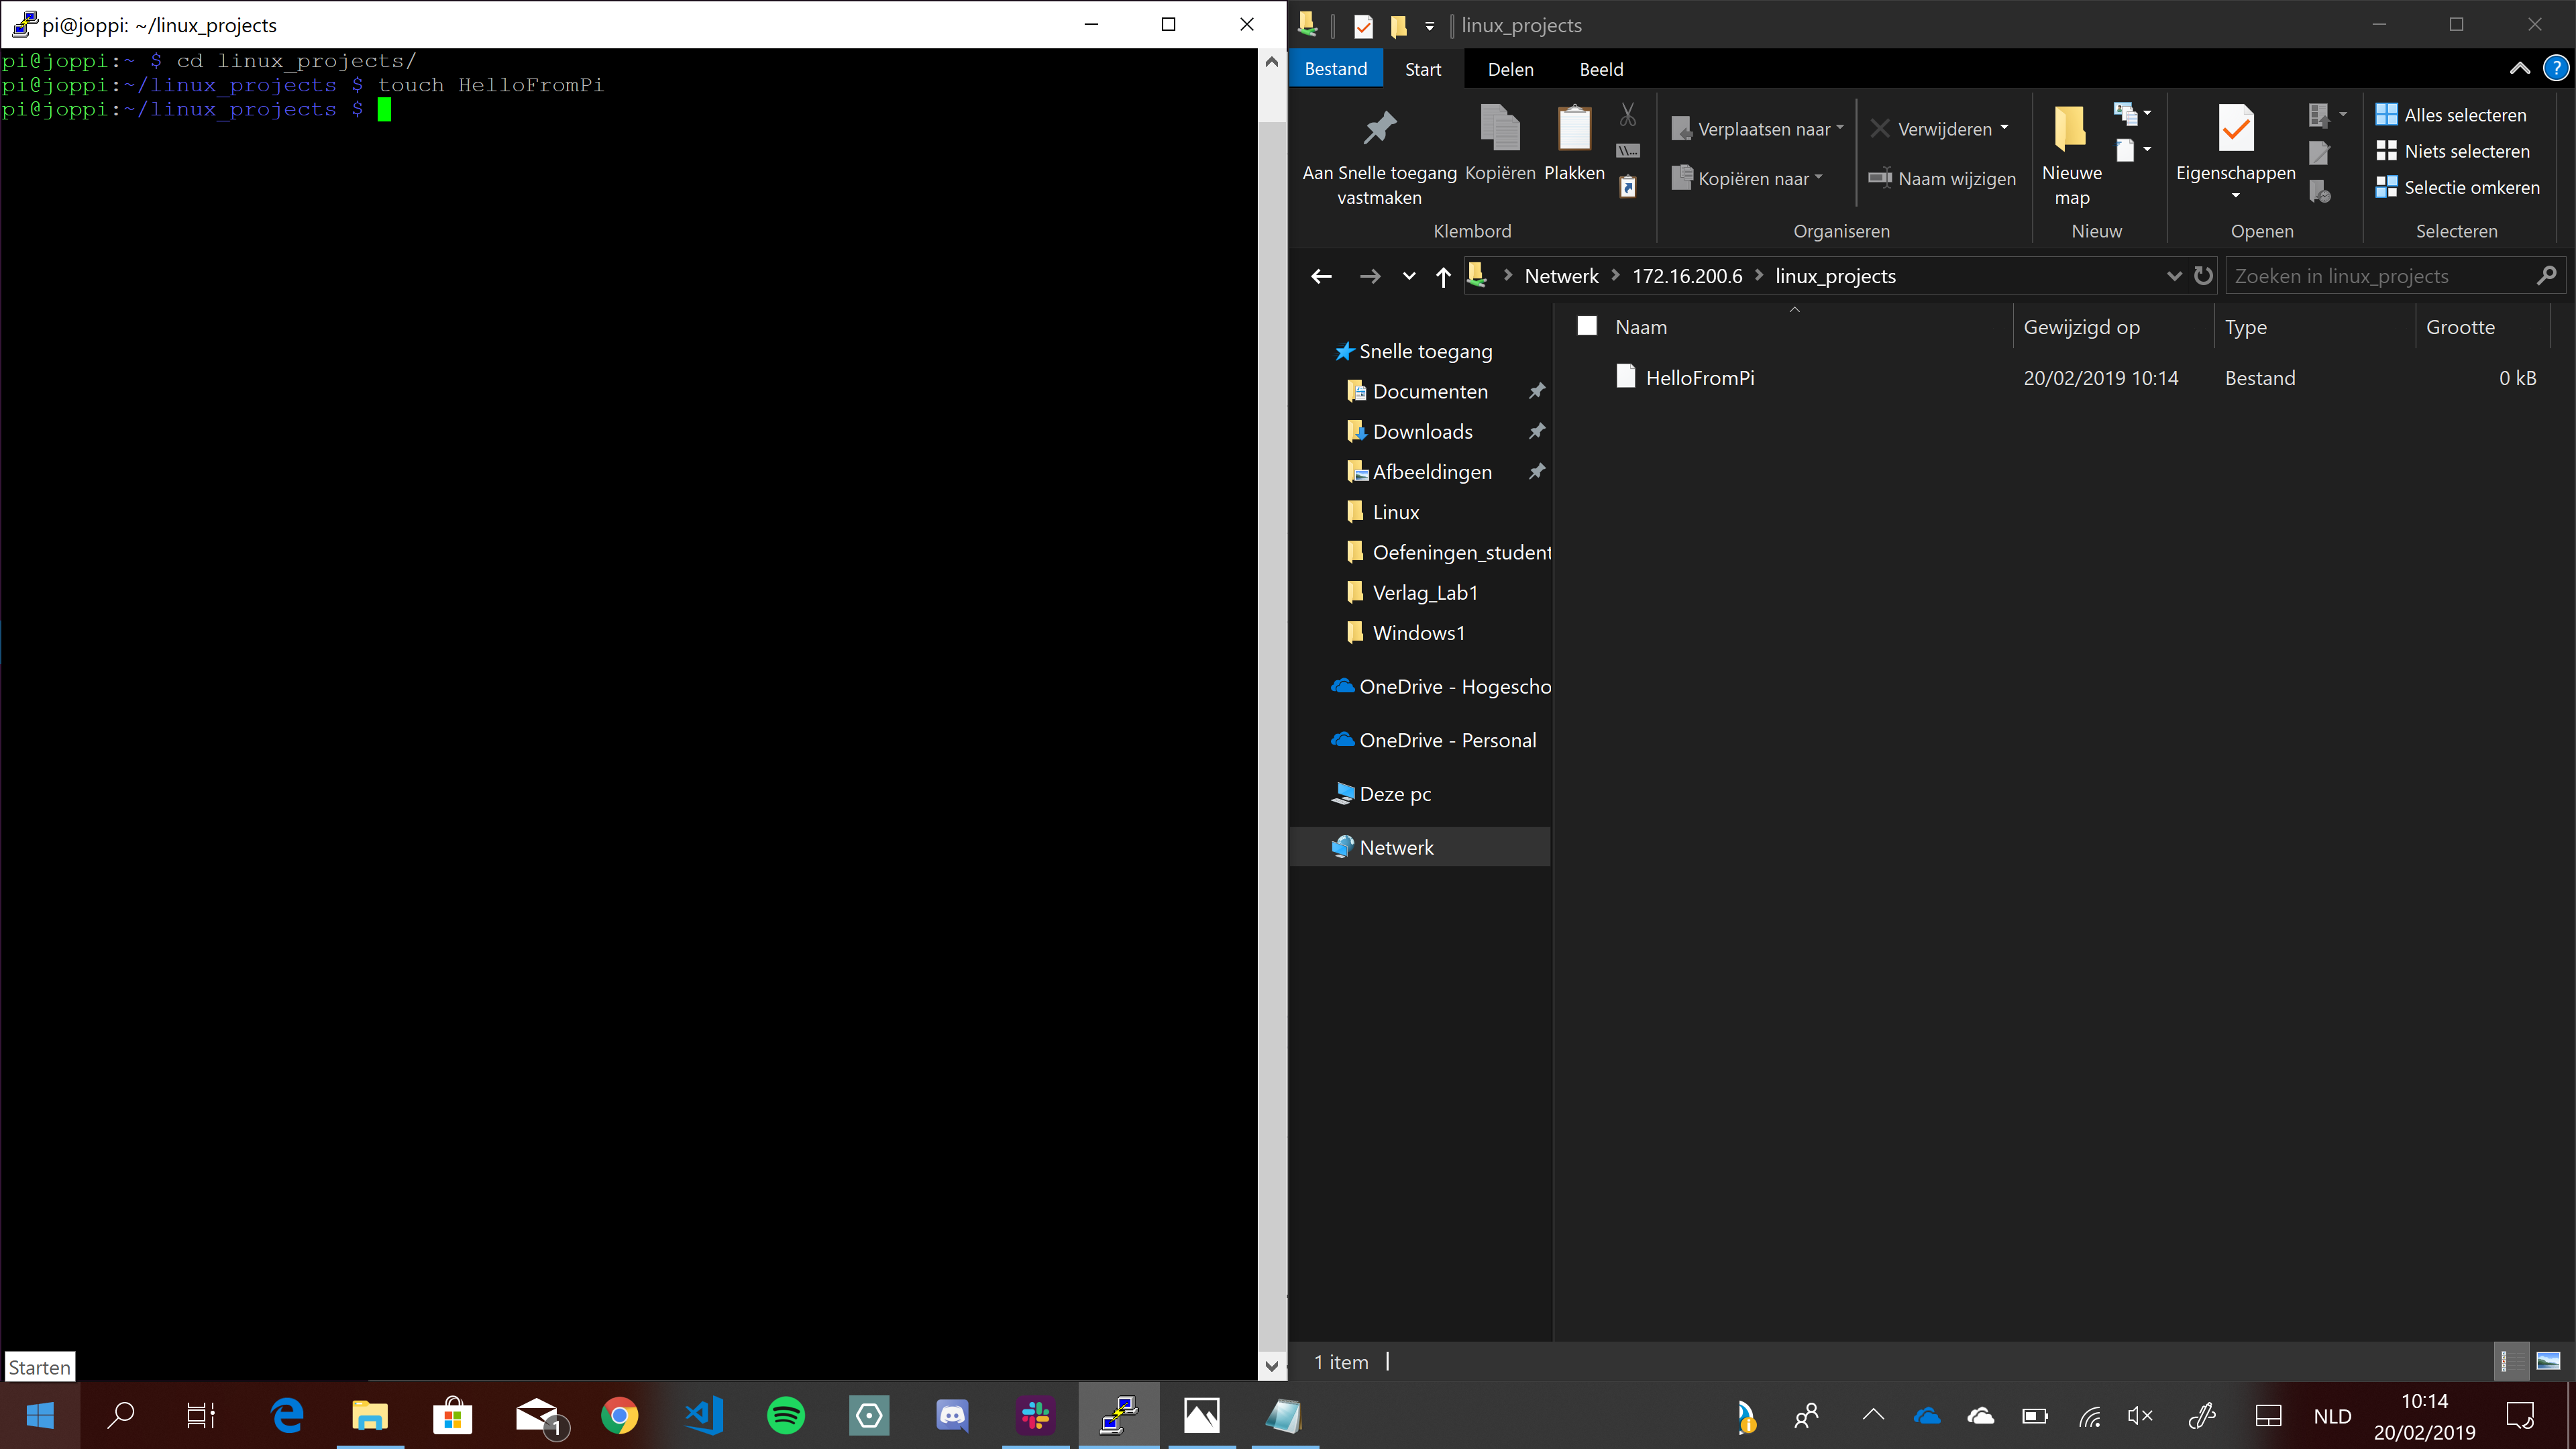 pi@joppi: ~/linux_projects
pi@joppi:~ $ cd linux_projects/
pi@joppi:~/linux_projects $ touch HelloFromPi
pi@joppi:~/linux_projects $
Starten
linux_projects
Bestand
Start
Delen
Beeld
Aan Snelle toegang
vastmaken
Kopiëren
Plakken
Klembord
Verplaatsen naar
Kopiëren naar
Verwijderen
Naam wijzigen
Organiseren
Nieuwe
map
Nieuw
Eigenschappen
Openen
Alles selecteren
Niets selecteren
Selectie omkeren
Selecteren
Netwerk
172.16.200.6
linux_projects
Zoeken in linux_projects
Snelle toegang
Documenten
Downloads
Afbeeldingen
Linux
Oefeningen_student
Verlag_Lab1
Windows1
OneDrive - Hogescho
OneDrive - Personal
Deze pc
Netwerk
Naam
Gewijzigd op
Type
Grootte
HelloFromPi
20/02/2019 10:14
Bestand
0 kB
1 item
1
NLD
10:14
20/02/2019